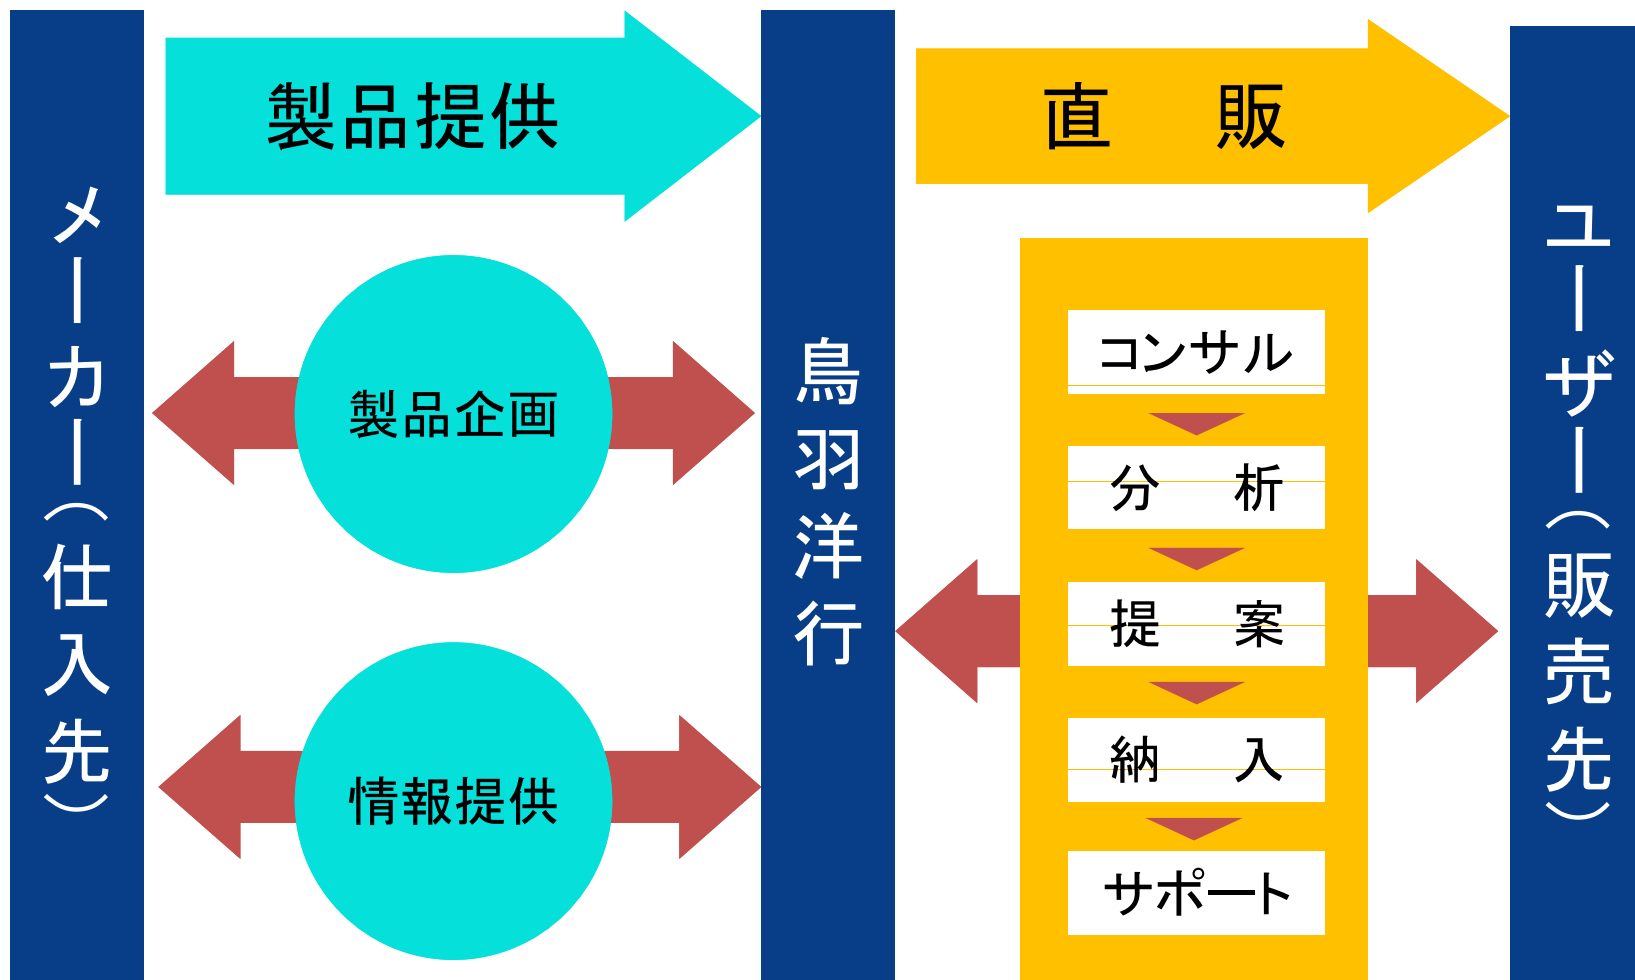 メーカー（仕入先）
製品提供
製品企画
情報提供
鳥羽洋行
直　販
コンサル
分　析
提　案
納　入
サポート
ユーザー（販売先）